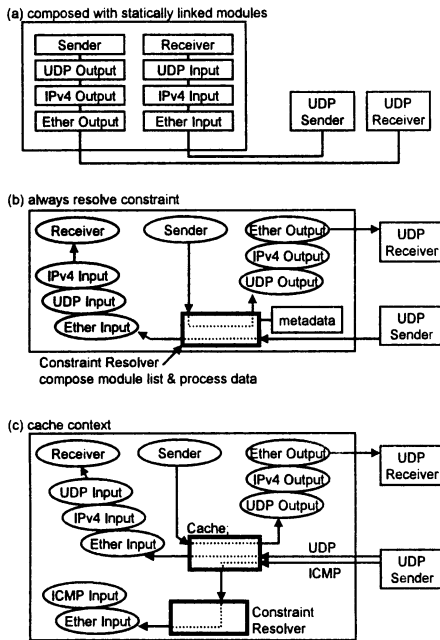 (a) composed with statically linked modules
Sender
Receiver
UDP Output
UDP Input
IPv4 Output
IPv4 Input
Ether Output
Ether Input
UDP
Sender
UDP
Receiver
(b) always resolve constraint
Receiver
Sender
Ether Output
IPv4 Output
UDP Output
UDP
Receiver
IPv4 Input
UDP Input
Ether Input
metadata
UDP
Sender
Constraint Resolver
compose module list & process data
(c) cache context
Receiver
Sender
Ether Output
IPv4 Output
UDP Output
UDP
Receiver
UDP Input
IPv4 Input
Ether Input
Cache
UDP
ICMP
UDP
Sender
ICMP Input
Ether Input
Constraint
Resolver